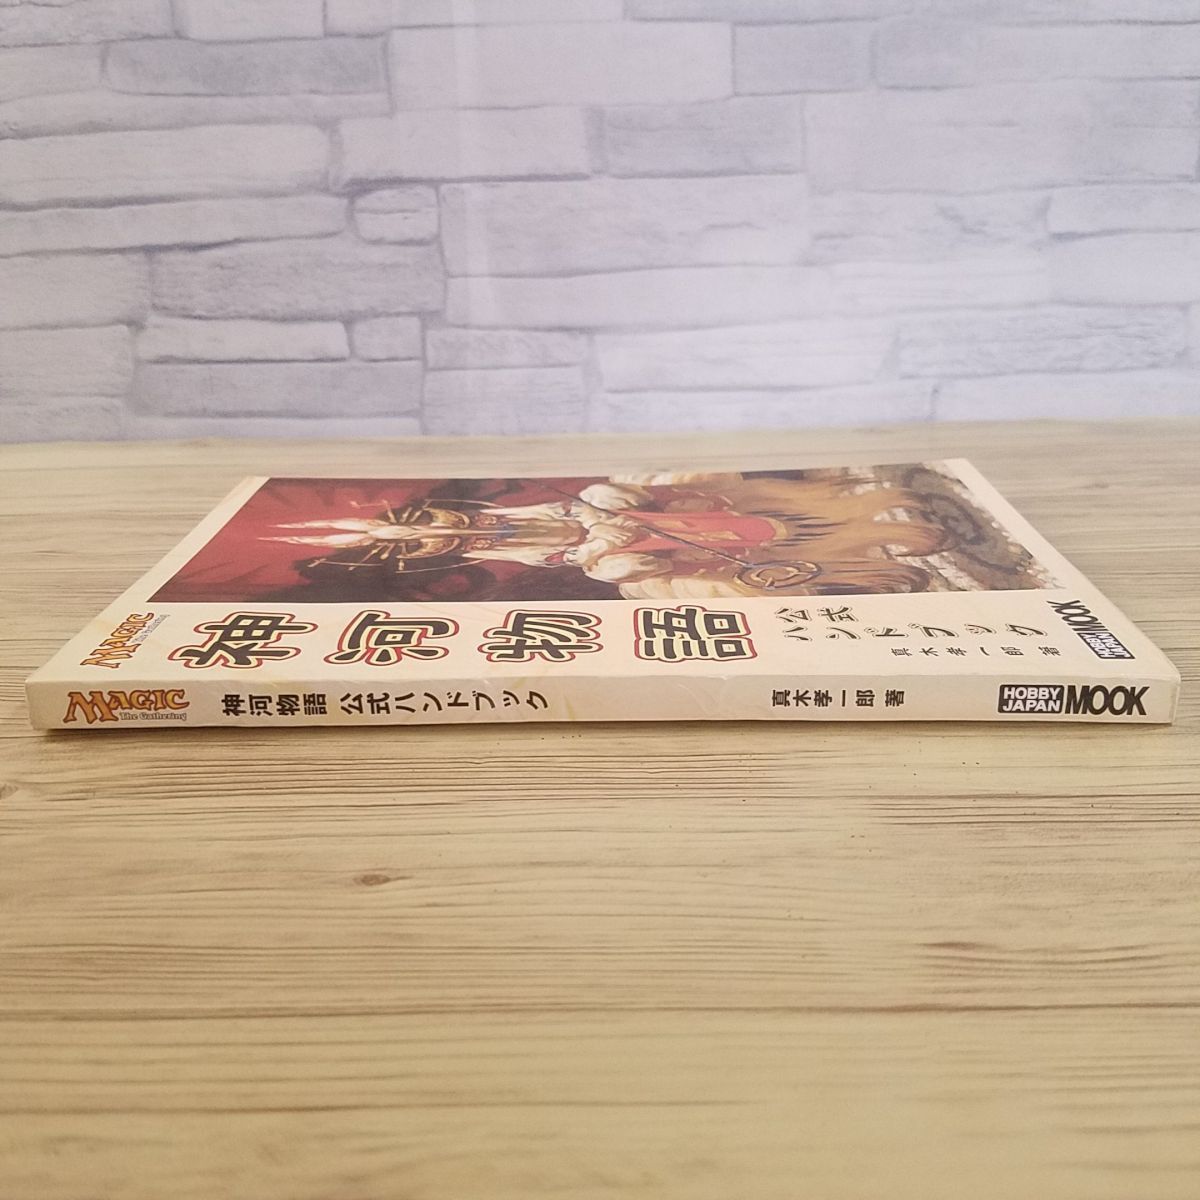 MAGIC
The Gathering
神河物語
公式
ハンドブック
真木孝一郎 著
HOBBY
JAPAN
MOOK
MAGIC
The Gathering
神河物語 公式ハンドブック
真木孝一郎 著
HOBBY
JAPAN
MOOK